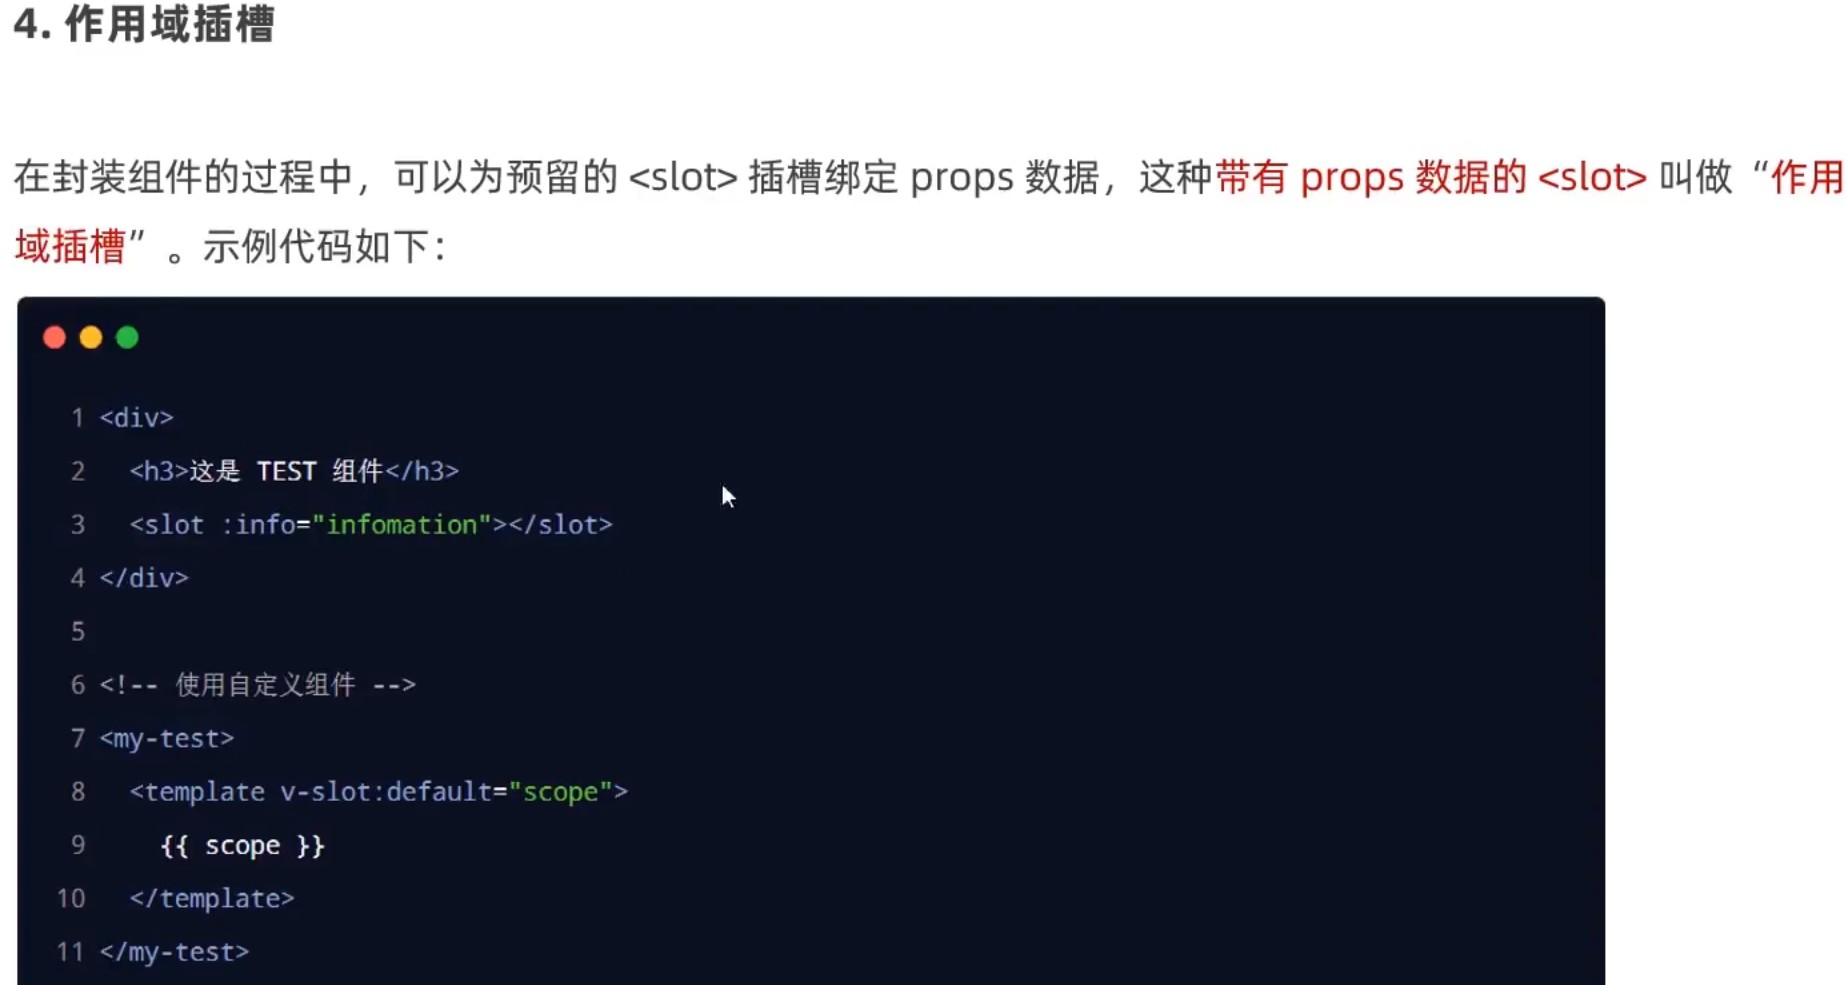 4. 作用域插槽
在封装组件的过程中，可以为预留的 <slot> 插槽绑定 props 数据，这种带有 props 数据的 <slot> 叫做“作用
域插槽”。示例代码如下：
1 <div>
2   <h3>这是 TEST 组件</h3>
3   <slot :info="infomation"></slot>
4 </div>
5
6 <!-- 使用自定义组件 -->
7 <my-test>
8   <template v-slot:default="scope">
9     {{ scope }}
10   </template>
11 </my-test>